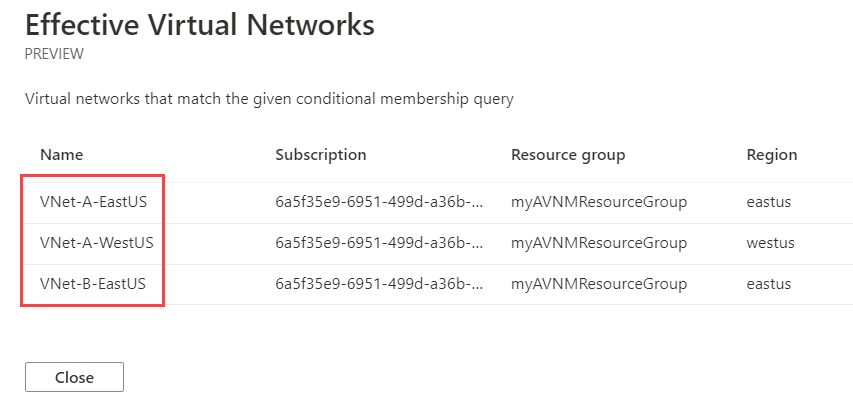 Effective Virtual Networks
PREVIEW
Virtual networks that match the given conditional membership query
Name Subscription Resource group Region
VNet-A-EastUS 6a5f35e9-6951-499d-a36b-... myAVNMResourceGroup eastus
VNet-A-WestUS 6a5f35e9-6951-499d-a36b-... myAVNMResourceGroup westus
VNet-B-EastUS 6a5f35e9-6951-499d-a36b-... myAVNMResourceGroup eastus
Close